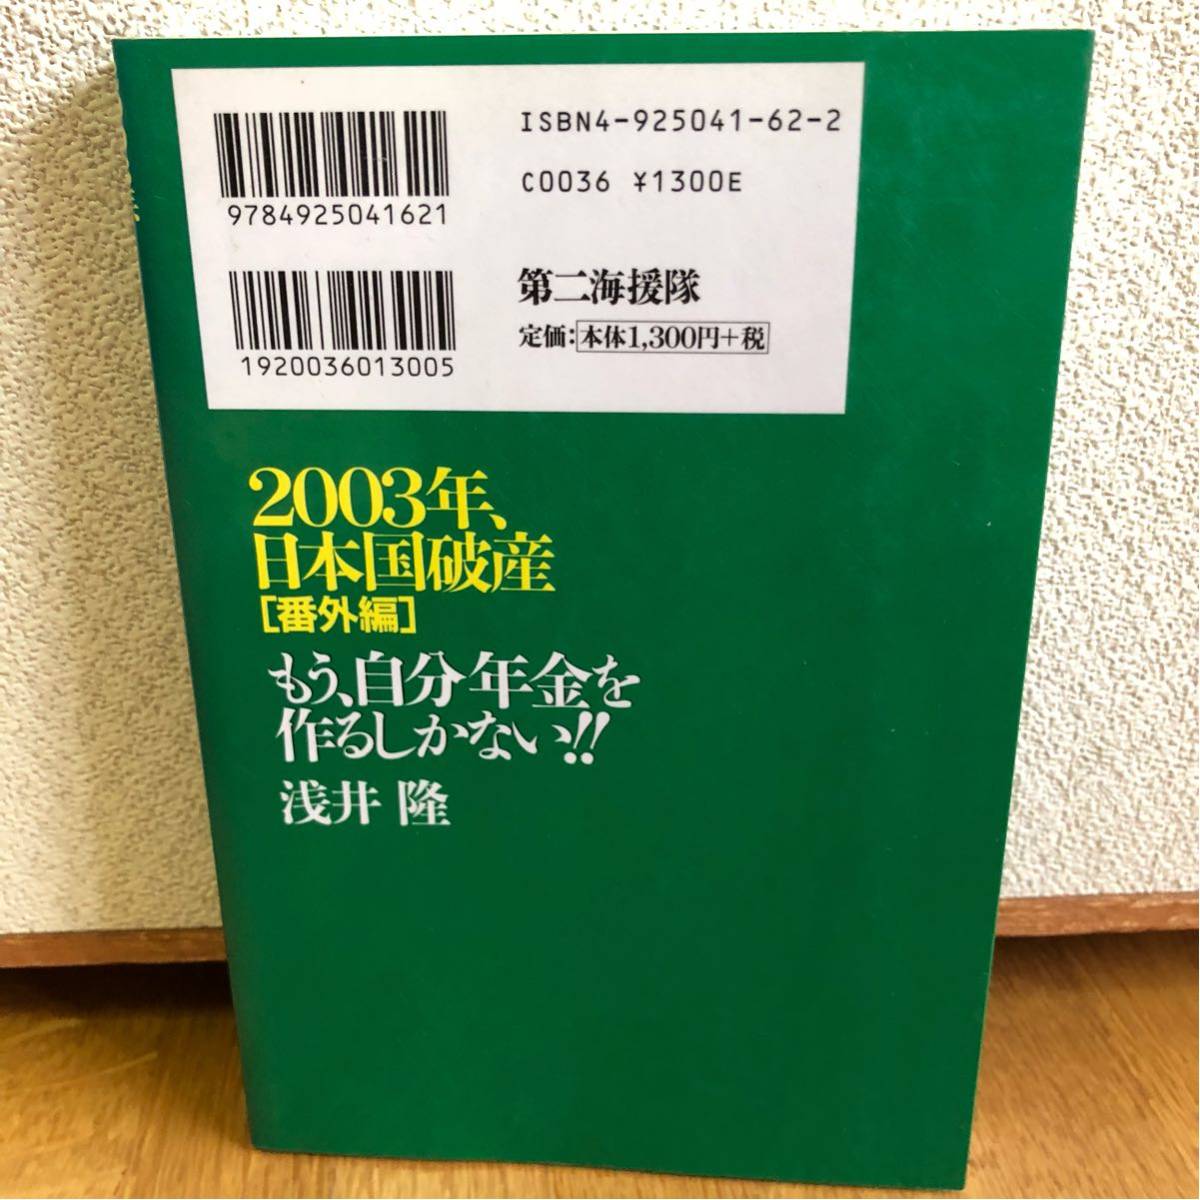 ISBN4-925041-62-2
9784925041621
C0036 ¥1300E
第二海援隊
定価:本体1,300円+税
1920036013005
2003年、
日本国破産
[番外編]
もう、自分年金を
作るしかない!!
浅井 隆